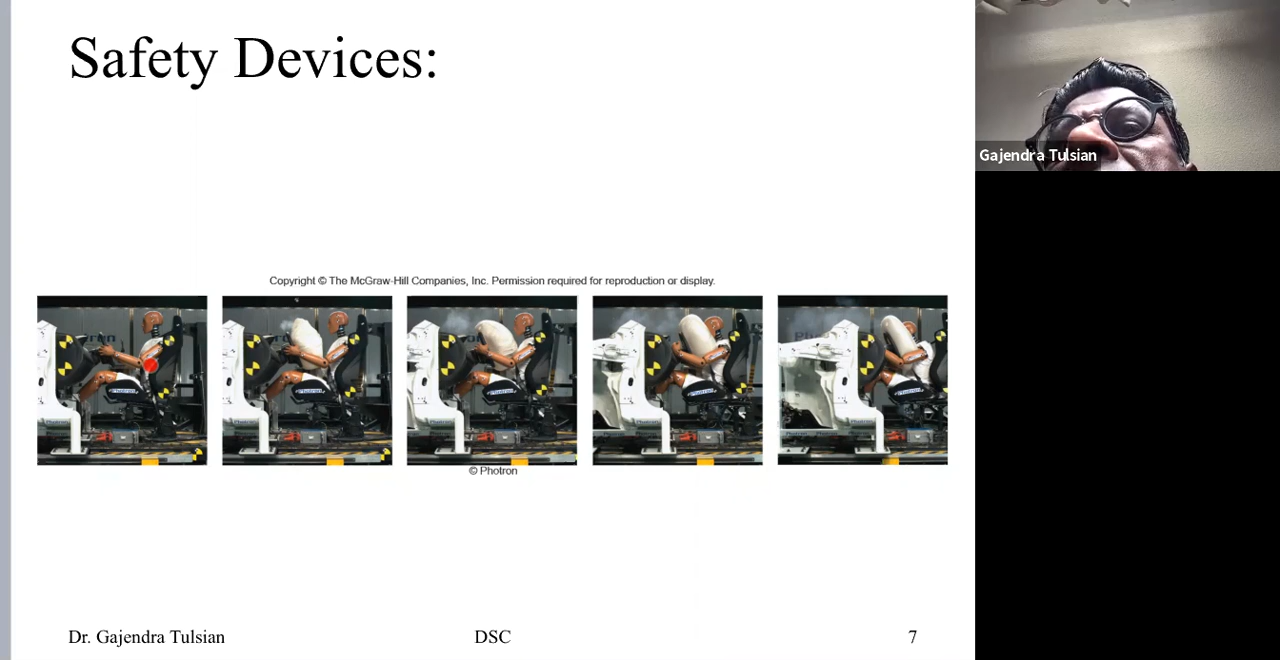 Safety Devices:
Gajendra Tulsian
Copyright © The McGraw-Hill Companies, Inc. Permission required for reproduction or display.
© Photron
Dr. Gajendra Tulsian
DSC
7